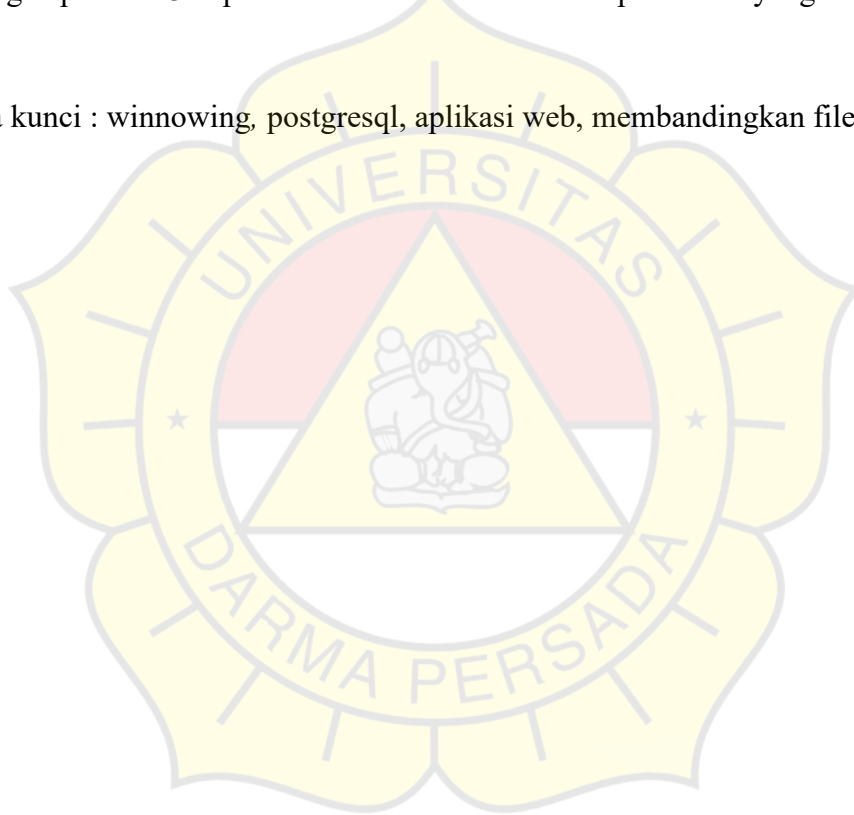 kunci : winnowing, postgresql, aplikasi web, membandingkan file
UNIVERSITAS
DARMA PERSADA